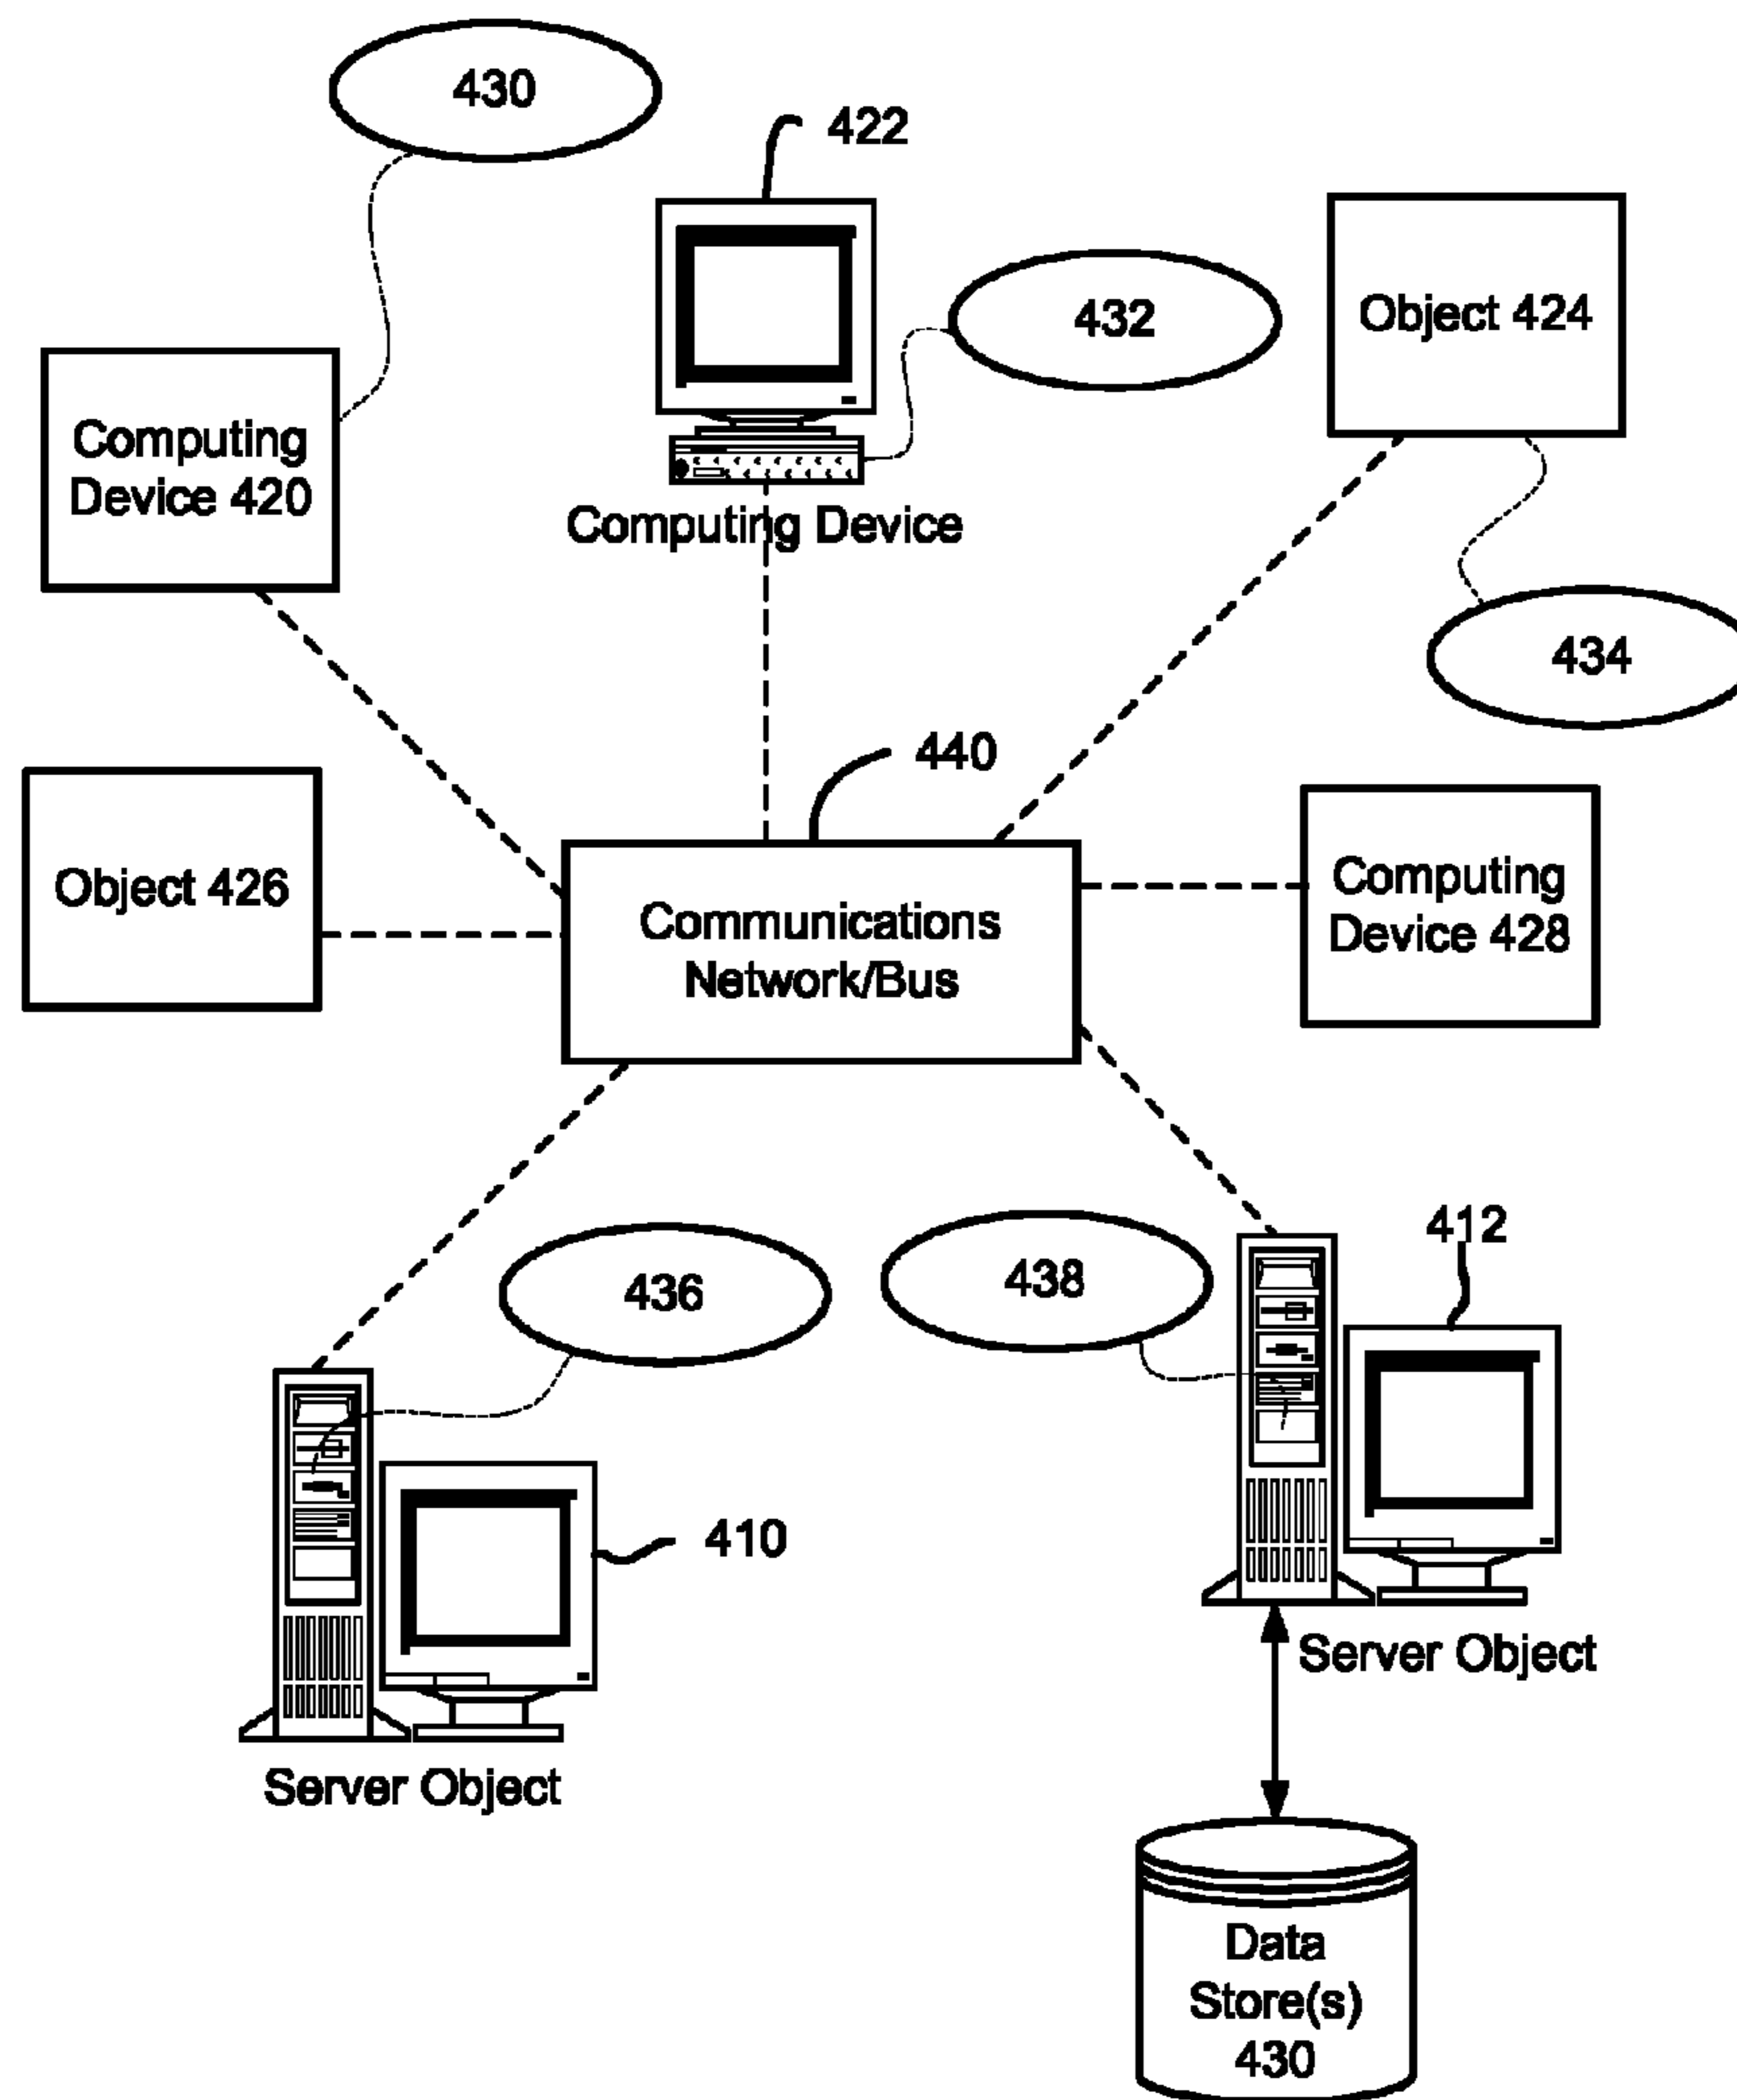 430
422
432
Object 424
Computing
Device 420
Computing Device
434
440
Object 426
Communications
Network/Bus
Computing
Device 428
436
438
412
410
Server Object
Server Object
Data
Store(s)
430